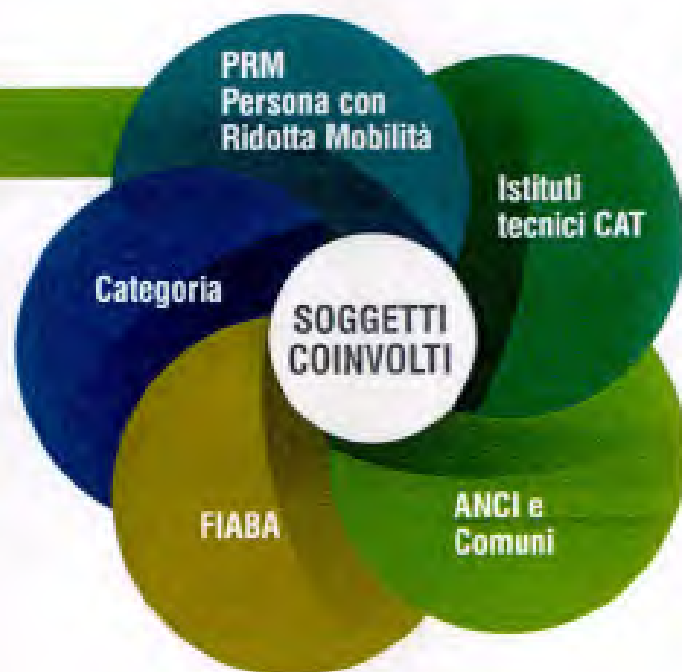 PRM
Persona con
Ridotta Mobilità
Istituti
tecnici CAT
Categoria
SOGGETTI
COINVOLTI
FIABA
ANCI e
Comuni